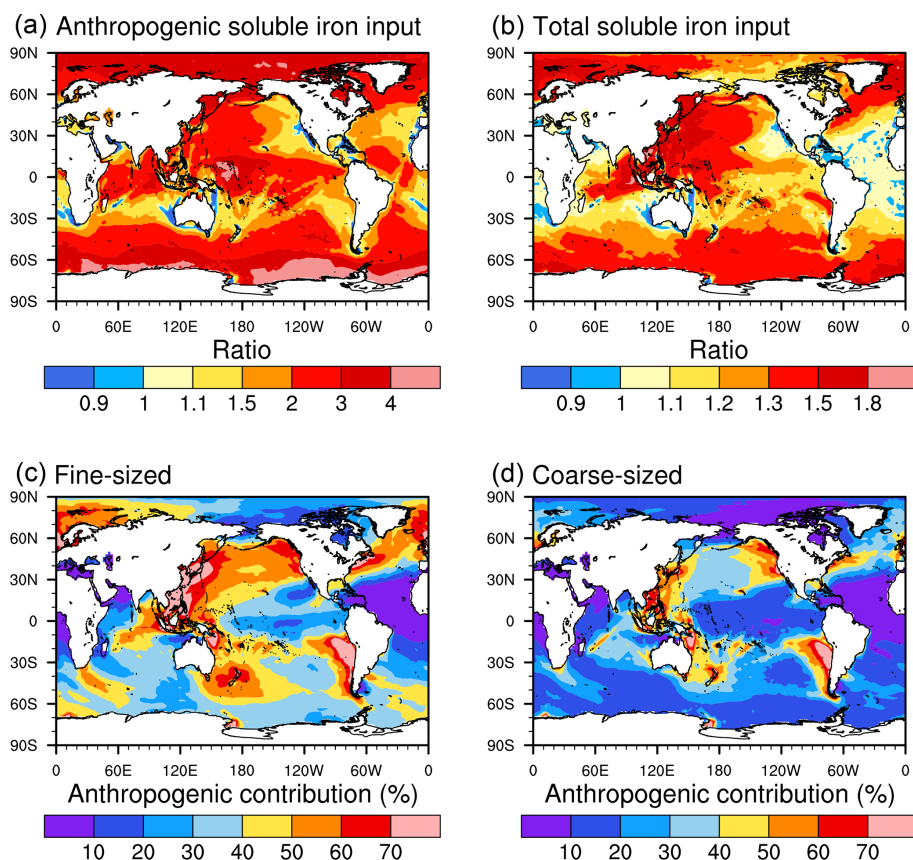 (a) Anthropogenic soluble iron input
(b) Total soluble iron input
90N
60N
30N
0
30S
60S
90S
0 60E 120E 180 120W 60W 0
Ratio
0.9 1 1.1 1.5 2 3 4
90N
60N
30N
0
30S
60S
90S
0 60E 120E 180 120W 60W 0
Ratio
0.9 1 1.1 1.2 1.3 1.5 1.8
(c) Fine-sized
(d) Coarse-sized
90N
60N
30N
0
30S
60S
90S
0 60E 120E 180 120W 60W 0
Anthropogenic contribution (%)
10 20 30 40 50 60 70
90N
60N
30N
0
30S
60S
90S
0 60E 120E 180 120W 60W 0
Anthropogenic contribution (%)
10 20 30 40 50 60 70